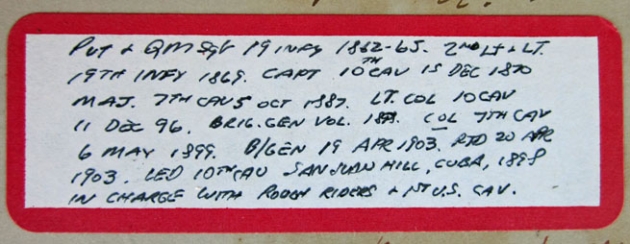 PVT & QM Sgt 19 INFY 1862-65. 2ND LT & LT.
19TH INFY 1869. CAPT 10TH CAV 15 DEC 1870
MAJ. 7TH CAV 5 OCT 1887. LT. COL 10 CAV
11 DEC 96. BRIG. GEN VOL. 1898. COL 7TH CAV
6 MAY 1899. B/GEN 19 APR 1903. RTD 20 APR
1903. LED 10TH CAV SAN JUAN HILL, CUBA, 1898
IN CHARGE WITH ROUGH RIDERS & 1ST U.S. CAV.